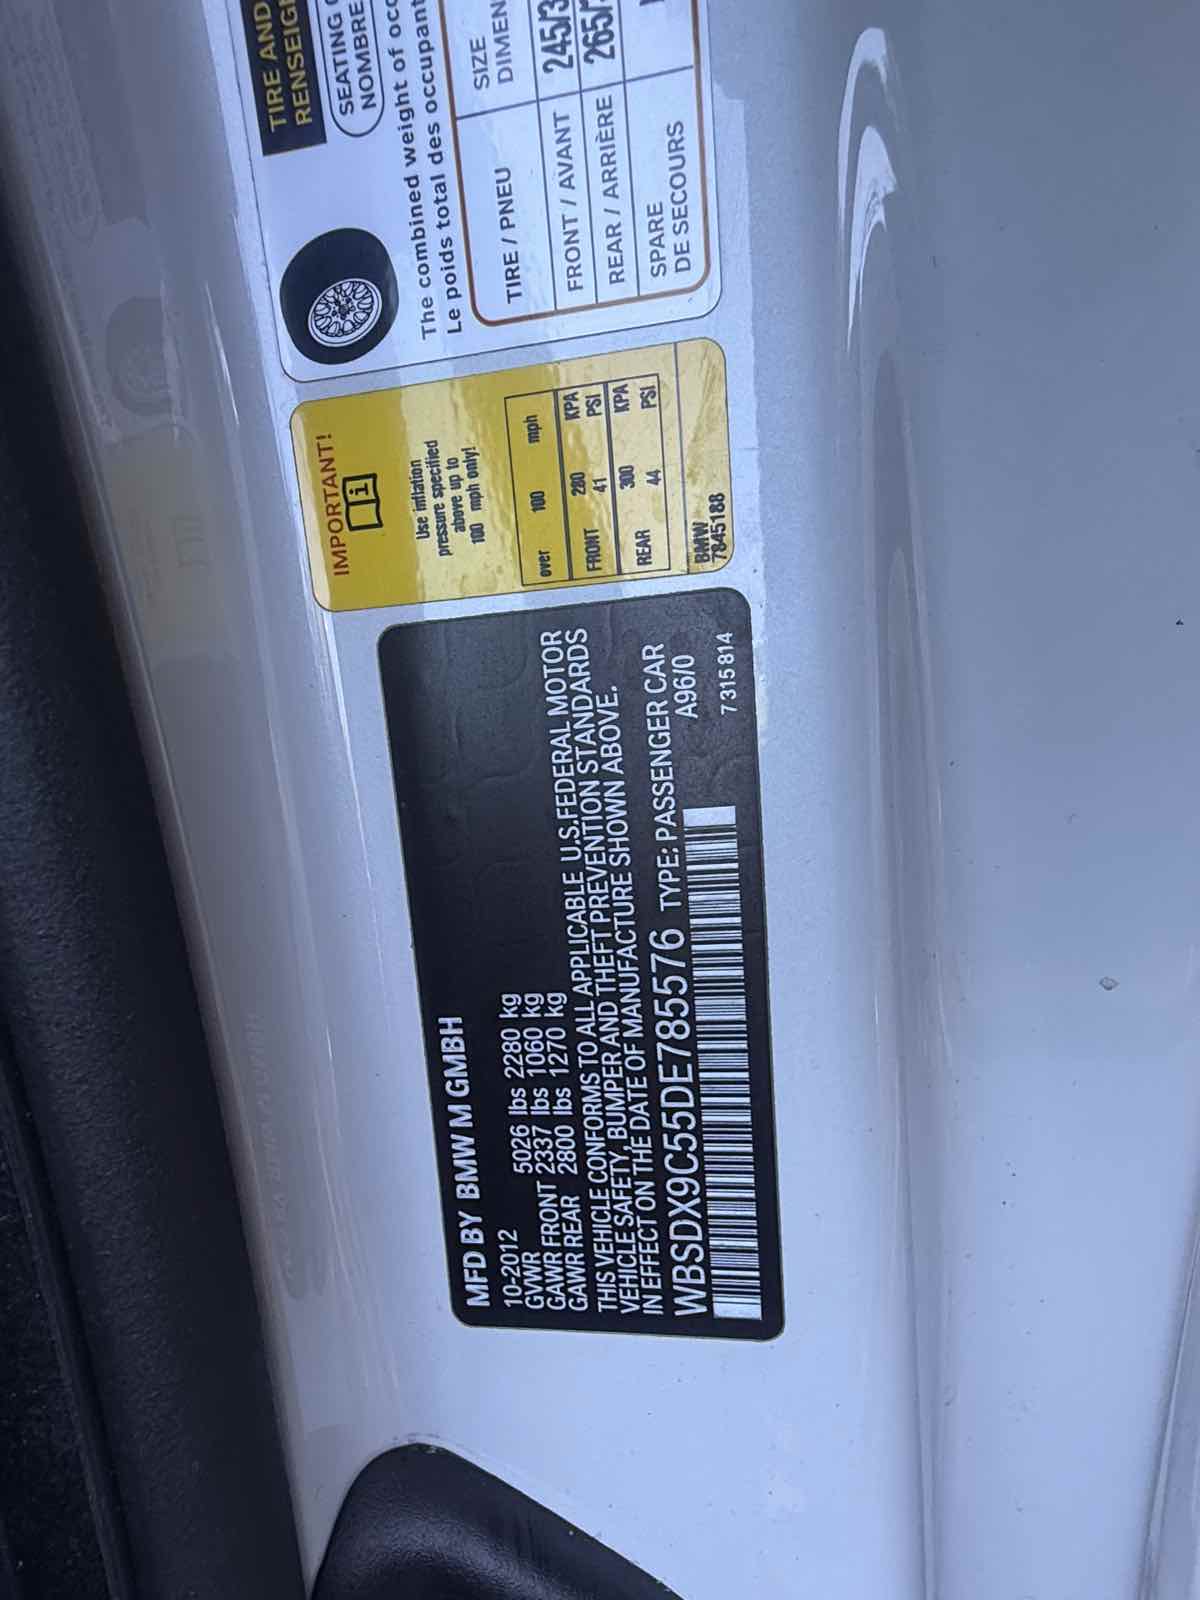 MFD BY BMW M GMBH
10-2012
GVWR 5026 lbs 2280 kg
GAWR FRONT 2337 lbs 1060 kg
GAWR REAR 2800 lbs 1270 kg
THIS VEHICLE CONFORMS TO ALL APPLICABLE U.S.FEDERAL MOTOR
VEHICLE SAFETY, BUMPER AND THEFT PREVENTION STANDARDS
IN EFFECT ON THE DATE OF MANUFACTURE SHOWN ABOVE.
WBSDX9C55DE785576 TYPE: PASSENGER CAR
A96/0
7 315 814
IMPORTANT!
Use inflation
pressure specified
above up to
100 mph only!
over 100 mph
FRONT 280 KPA
41 PSI
REAR 300 KPA
44 PSI
BMW
7845188
TIRE AND
SEATING
NOMBRE
The combined weight of
Le poids total des
TIRE / PNEU
SIZE
FRONT / AVANT 245/3
REAR / ARRIÈRE 265/
SPARE
DE SECOURS